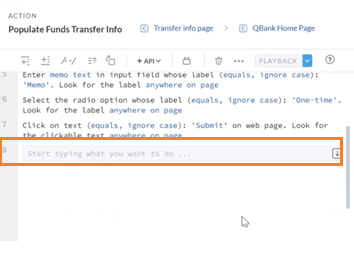 ACTION
Populate Funds Transfer Info
Transfer info page
QBank Home Page
+ API
PLAYBACK
5 Enter memo text in input field whose label (equals, ignore case):
'Memo'. Look for the label anywhere on page
6 Select the radio option whose label (equals, ignore case): 'One-time'.
Look for the label anywhere on page
7 Click on text (equals, ignore case): 'Submit' on web page. Look for
the clickable text anywhere on page
8 Start typing what you want to do ...